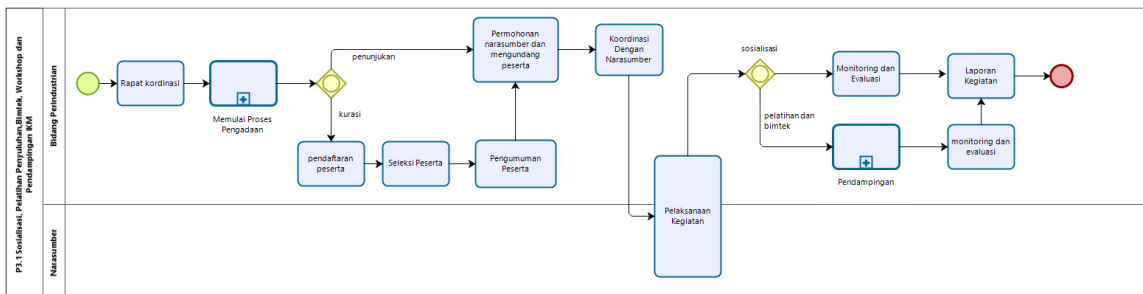 P3.1 Sosialisasi, Pelatihan Penyuluhan,Bimtek, Workshop dan
Pendampingan IKM
Bidang Perindustrian
Narasumber
Rapat kordinasi
Memulai Proses
Pengadaan
penunjukan
kurasi
pendaftaran
peserta
Seleksi Peserta
Pengumuman
Peserta
Permohonan
narasumber dan
mengundang
peserta
Koordinasi
Dengan
Narasumber
Pelaksanaan
Kegiatan
sosialisasi
pelatihan dan
bimtek
Monitoring dan
Evaluasi
Pendampingan
monitoring dan
evaluasi
Laporan
Kegiatan